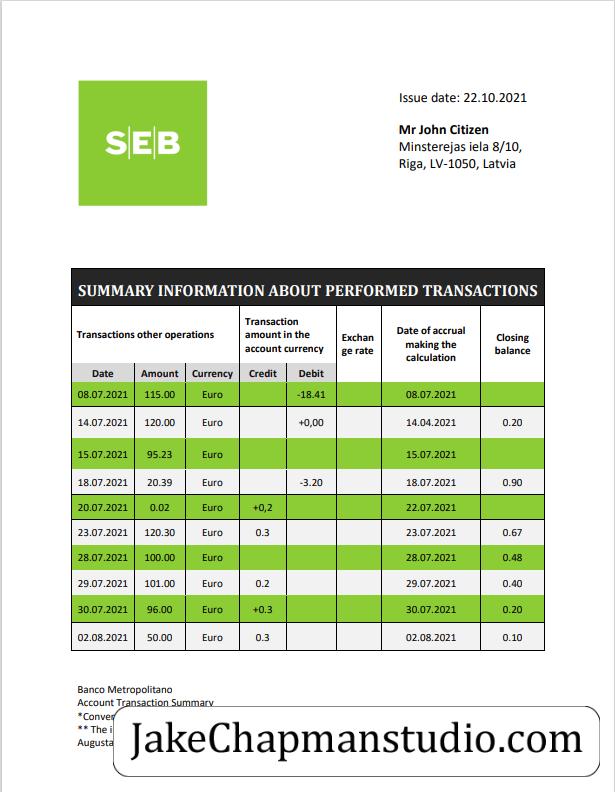 SEB
Issue date: 22.10.2021
Mr John Citizen
Minsterejas iela 8/10,
Riga, LV-1050, Latvia
SUMMARY INFORMATION ABOUT PERFORMED TRANSACTIONS
Transactions other operations
Transaction
amount in the
account currency
Exchan
ge rate
Date of accrual
making the
calculation
Closing
balance
Date Amount Currency Credit Debit
08.07.2021 115.00 Euro -18.41 08.07.2021
14.07.2021 120.00 Euro +0,00 14.04.2021 0.20
15.07.2021 95.23 Euro 15.07.2021
18.07.2021 20.39 Euro -3.20 18.07.2021 0.90
20.07.2021 0.02 Euro +0,2 22.07.2021
23.07.2021 120.30 Euro 0.3 23.07.2021 0.67
28.07.2021 100.00 Euro 28.07.2021 0.48
29.07.2021 101.00 Euro 0.2 29.07.2021 0.40
30.07.2021 96.00 Euro +0.3 30.07.2021 0.20
02.08.2021 50.00 Euro 0.3 02.08.2021 0.10
Banco Metropolitano
Account Transaction Summary
** The
JakeChapmanstudio.com